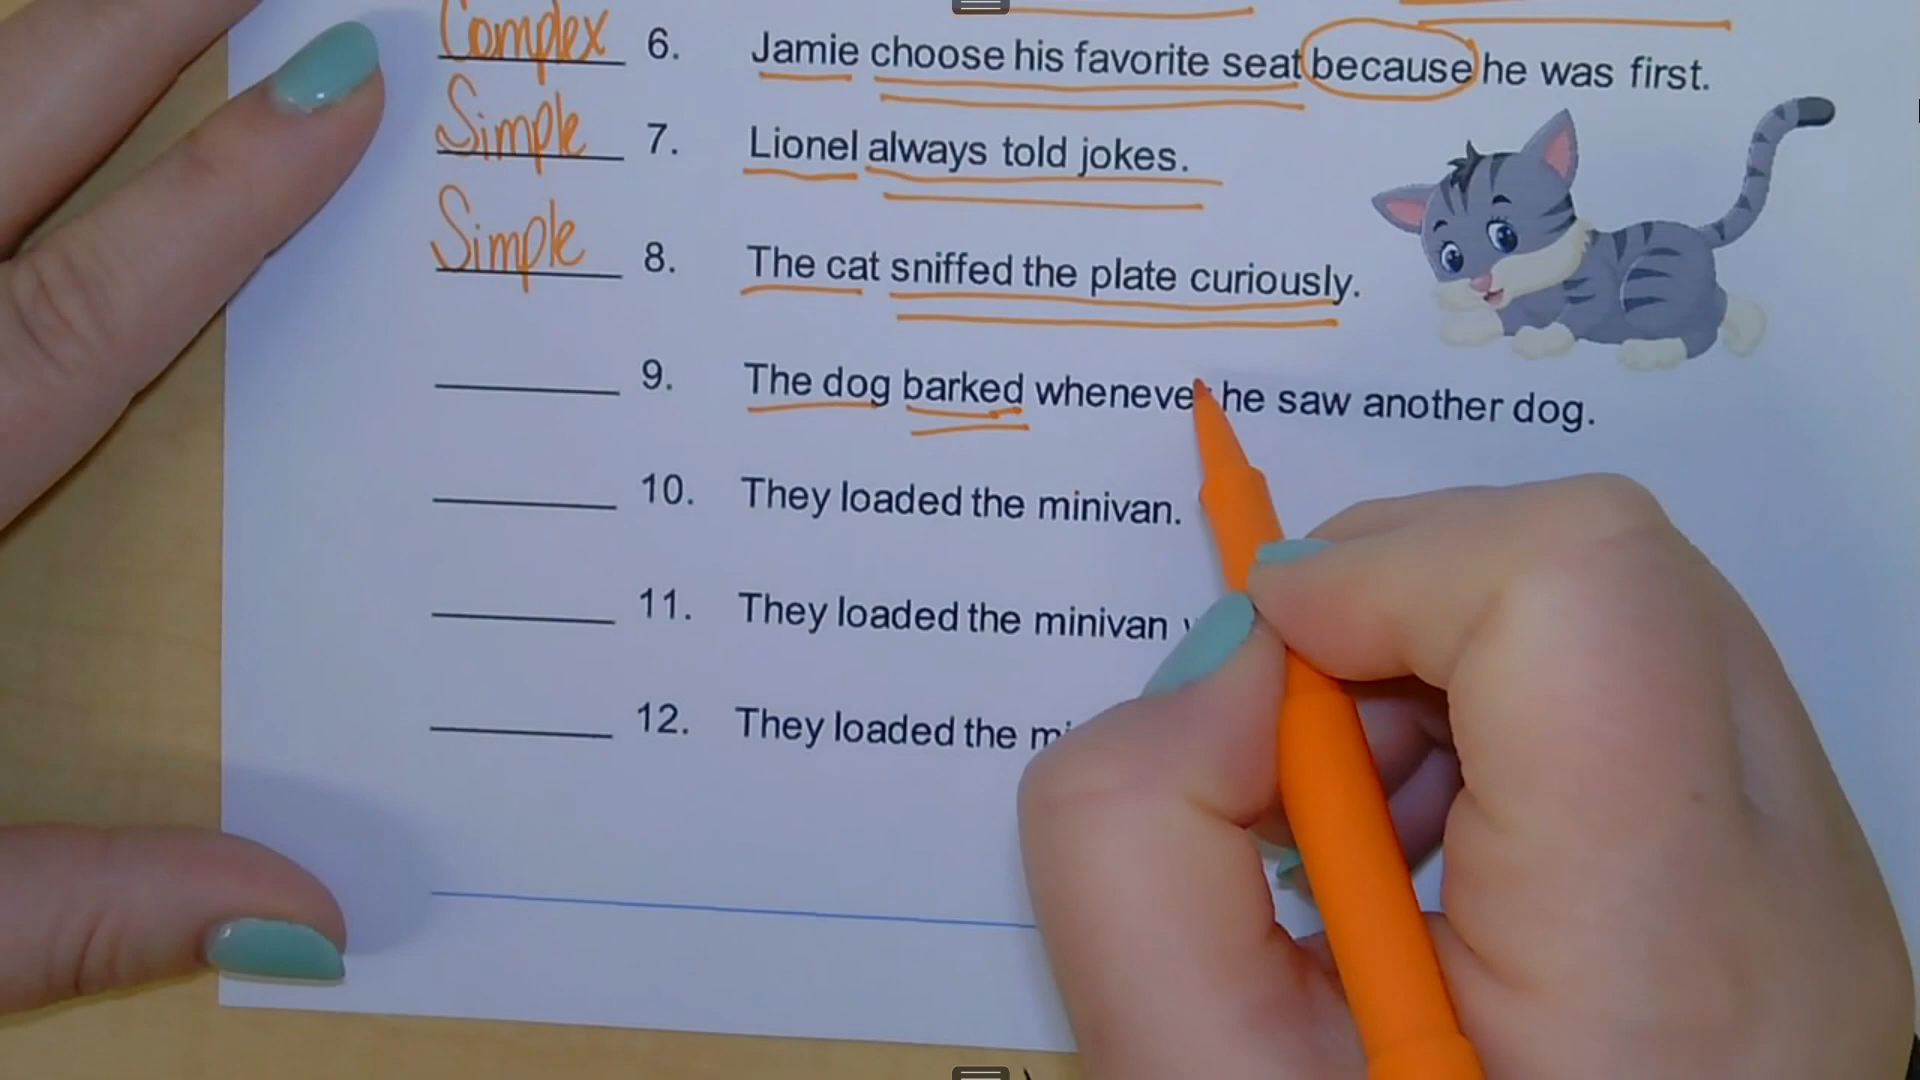 Complex 6. Jamie choose his favorite seat because he was first.
Simple 7. Lionel always told jokes.
Simple 8. The cat sniffed the plate curiously.
9. The dog barked whenever he saw another dog.
10. They loaded the minivan.
11. They loaded the minivan
12. They loaded the